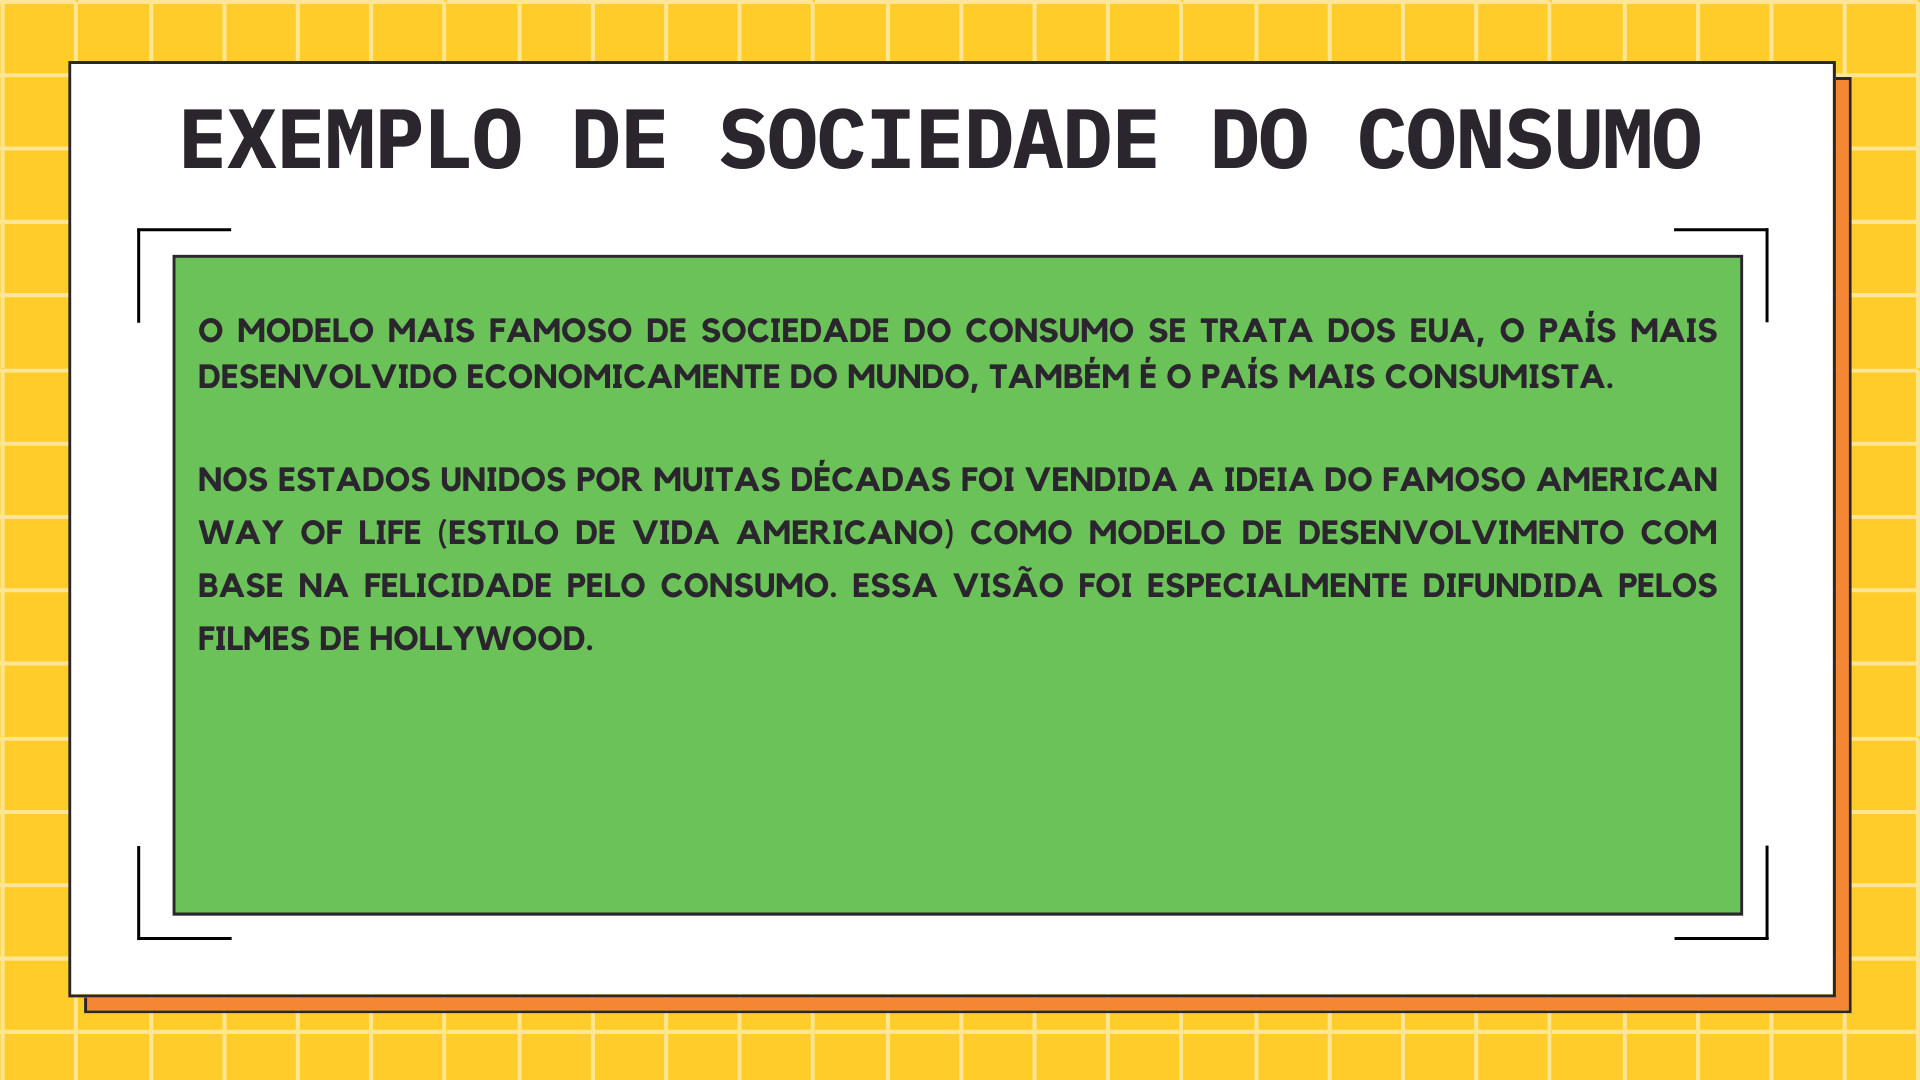 EXEMPLO DE SOCIEDADE DO CONSUMO
O MODELO MAIS FAMOSO DE SOCIEDADE DO CONSUMO SE TRATA DOS EUA, O PAÍS MAIS
DESENVOLVIDO ECONOMICAMENTE DO MUNDO, TAMBÉM É O PAÍS MAIS CONSUMISTA.
NOS ESTADOS UNIDOS POR MUITAS DÉCADAS FOI VENDIDA A IDEIA DO FAMOSO AMERICAN
WAY OF LIFE (ESTILO DE VIDA AMERICANO) COMO MODELO DE DESENVOLVIMENTO COM
BASE NA FELICIDADE PELO CONSUMO. ESSA VISÃO FOI ESPECIALMENTE DIFUNDIDA PELOS
FILMES DE HOLLYWOOD.